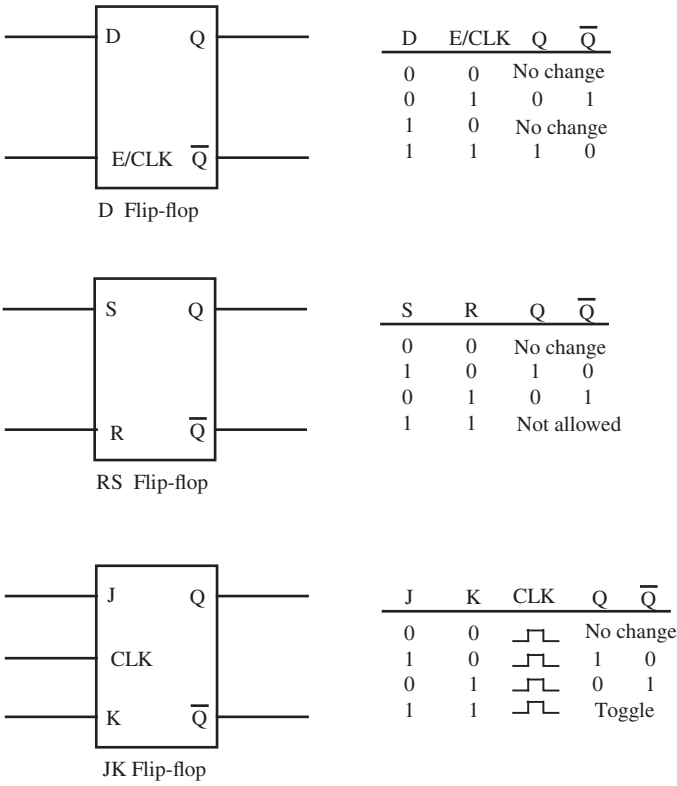 D Q
E/CLK Q̅
D Flip-flop
D E/CLK Q Q̅
0 0 No change
0 1 0 1
1 0 No change
1 1 1 0
S Q
R Q̅
RS Flip-flop
S R Q Q̅
0 0 No change
1 0 1 0
0 1 0 1
1 1 Not allowed
J Q
CLK
K Q̅
JK Flip-flop
J K CLK Q Q̅
0 0 No change
1 0 1 0
0 1 0 1
1 1 Toggle